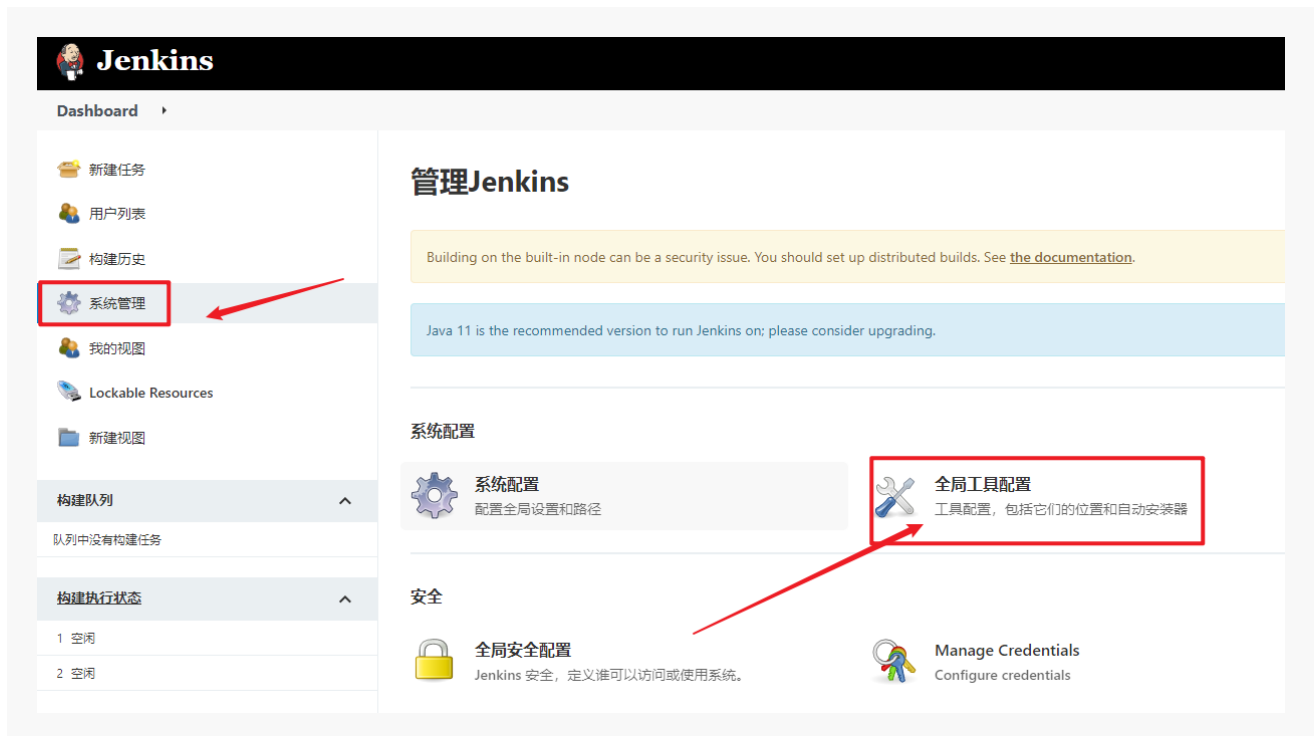 Jenkins
Dashboard
新建任务
用户列表
构建历史
系统管理
我的视图
Lockable Resources
新建视图
构建队列
队列中没有构建任务
构建执行状态
1 空闲
2 空闲
管理Jenkins
Building on the built-in node can be a security issue. You should set up distributed builds. See the documentation.
Java 11 is the recommended version to run Jenkins on; please consider upgrading.
系统配置
系统配置
配置全局设置和路径
全局工具配置
工具配置，包括它们的位置和自动安装器
安全
全局安全配置
Jenkins 安全，定义谁可以访问或使用系统。
Manage Credentials
Configure credentials